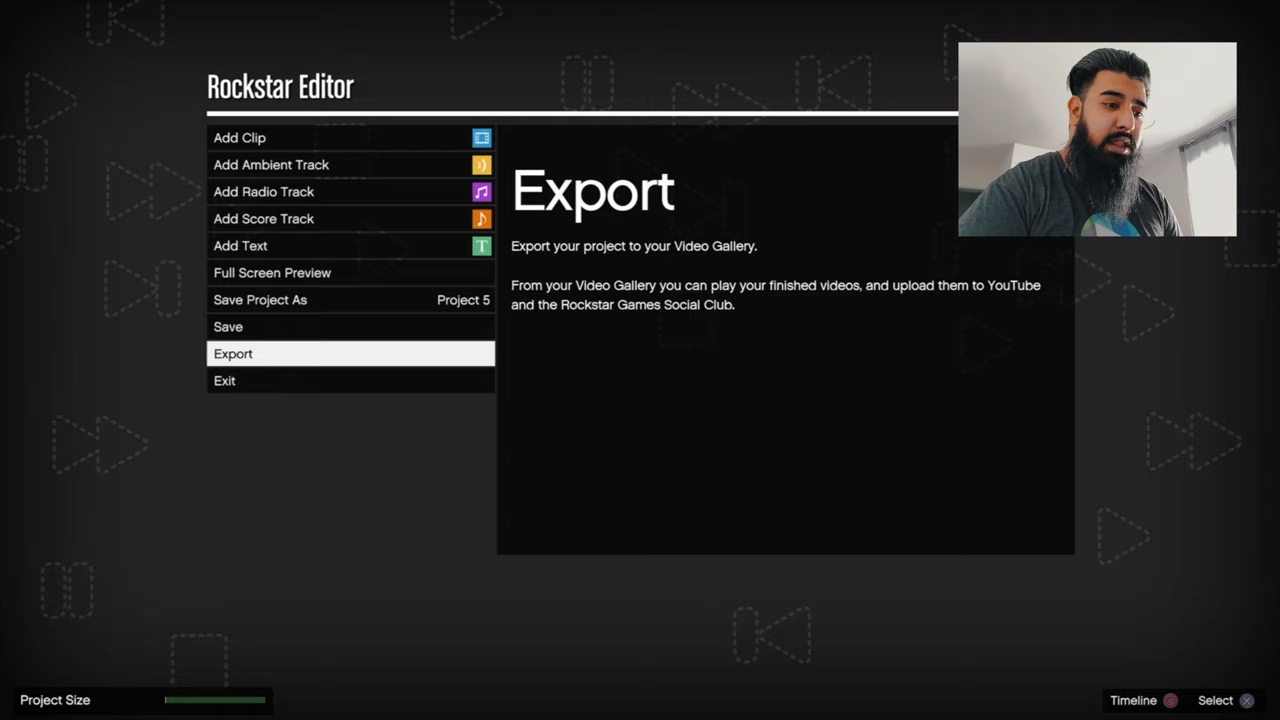 Rockstar Editor
Add Clip
Add Ambient Track
Add Radio Track
Add Score Track
Add Text
T
Full Screen Preview
Save Project As Project 5
Save
Export
Exit
Export
Export your project to your Video Gallery.
From your Video Gallery you can play your finished videos, and upload them to YouTube
and the Rockstar Games Social Club.
Project Size
Timeline
Select